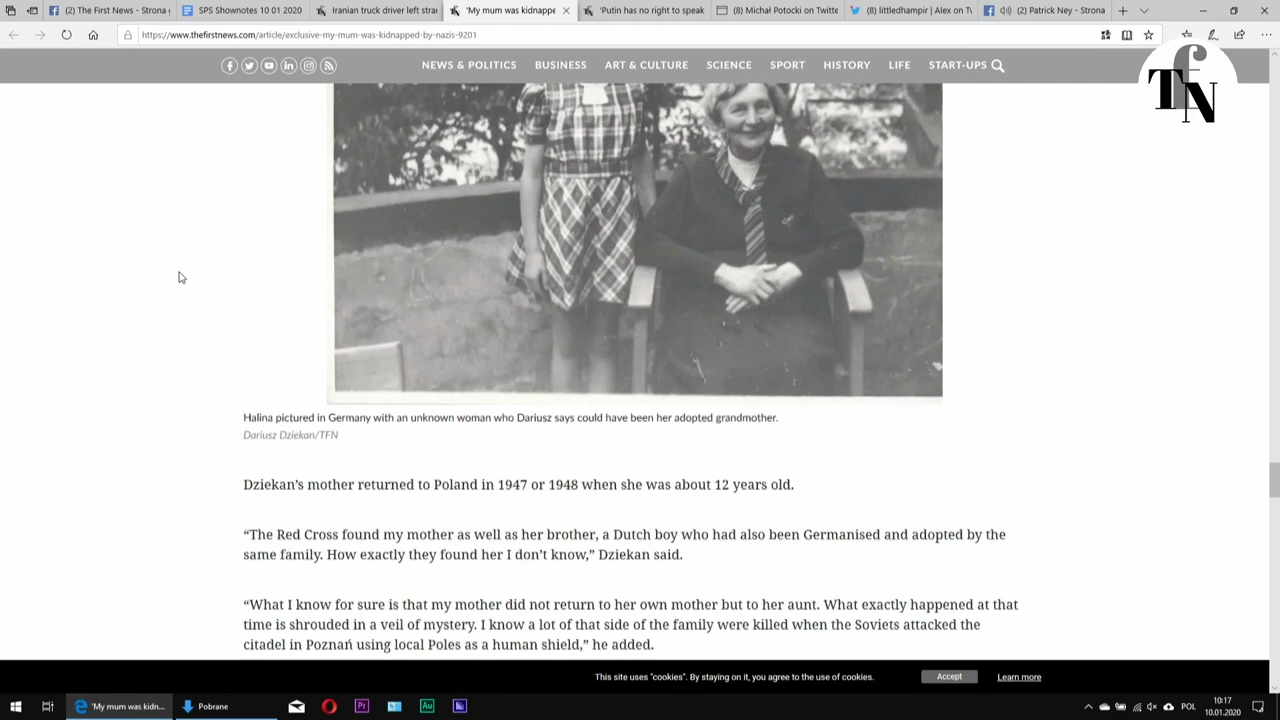 (2) The First News - Strona
SPS Shownotes 10 01 2020
Iranian truck driver left stra
'My mum was kidnappe
'Putin has no right to speak
(8) Michał Potocki on Twitte
(8) littledhampir | Alex on Tv
(2) Patrick Ney - Strona
https://www.thefirstnews.com/article/exclusive-my-mum-was-kidnapped-by-nazis-9201
NEWS & POLITICS BUSINESS ART & CULTURE SCIENCE SPORT HISTORY LIFE START-UPS
TfN
Halina pictured in Germany with an unknown woman who Dariusz says could have been her adopted grandmother.
Dariusz Dziekan/TFN
Dziekan's mother returned to Poland in 1947 or 1948 when she was about 12 years old.
“The Red Cross found my mother as well as her brother, a Dutch boy who had also been Germanised and adopted by the
same family. How exactly they found her I don’t know,” Dziekan said.
“What I know for sure is that my mother did not return to her own mother but to her aunt. What exactly happened at that
time is shrouded in a veil of mystery. I know a lot of that side of the family were killed when the Soviets attacked the
citadel in Poznań using local Poles as a human shield,” he added.
This site uses "cookies". By staying on it, you agree to the use of cookies. Accept Learn more
'My mum was kidn... Pobrane Pr Au POL 10:17
10.01.2020